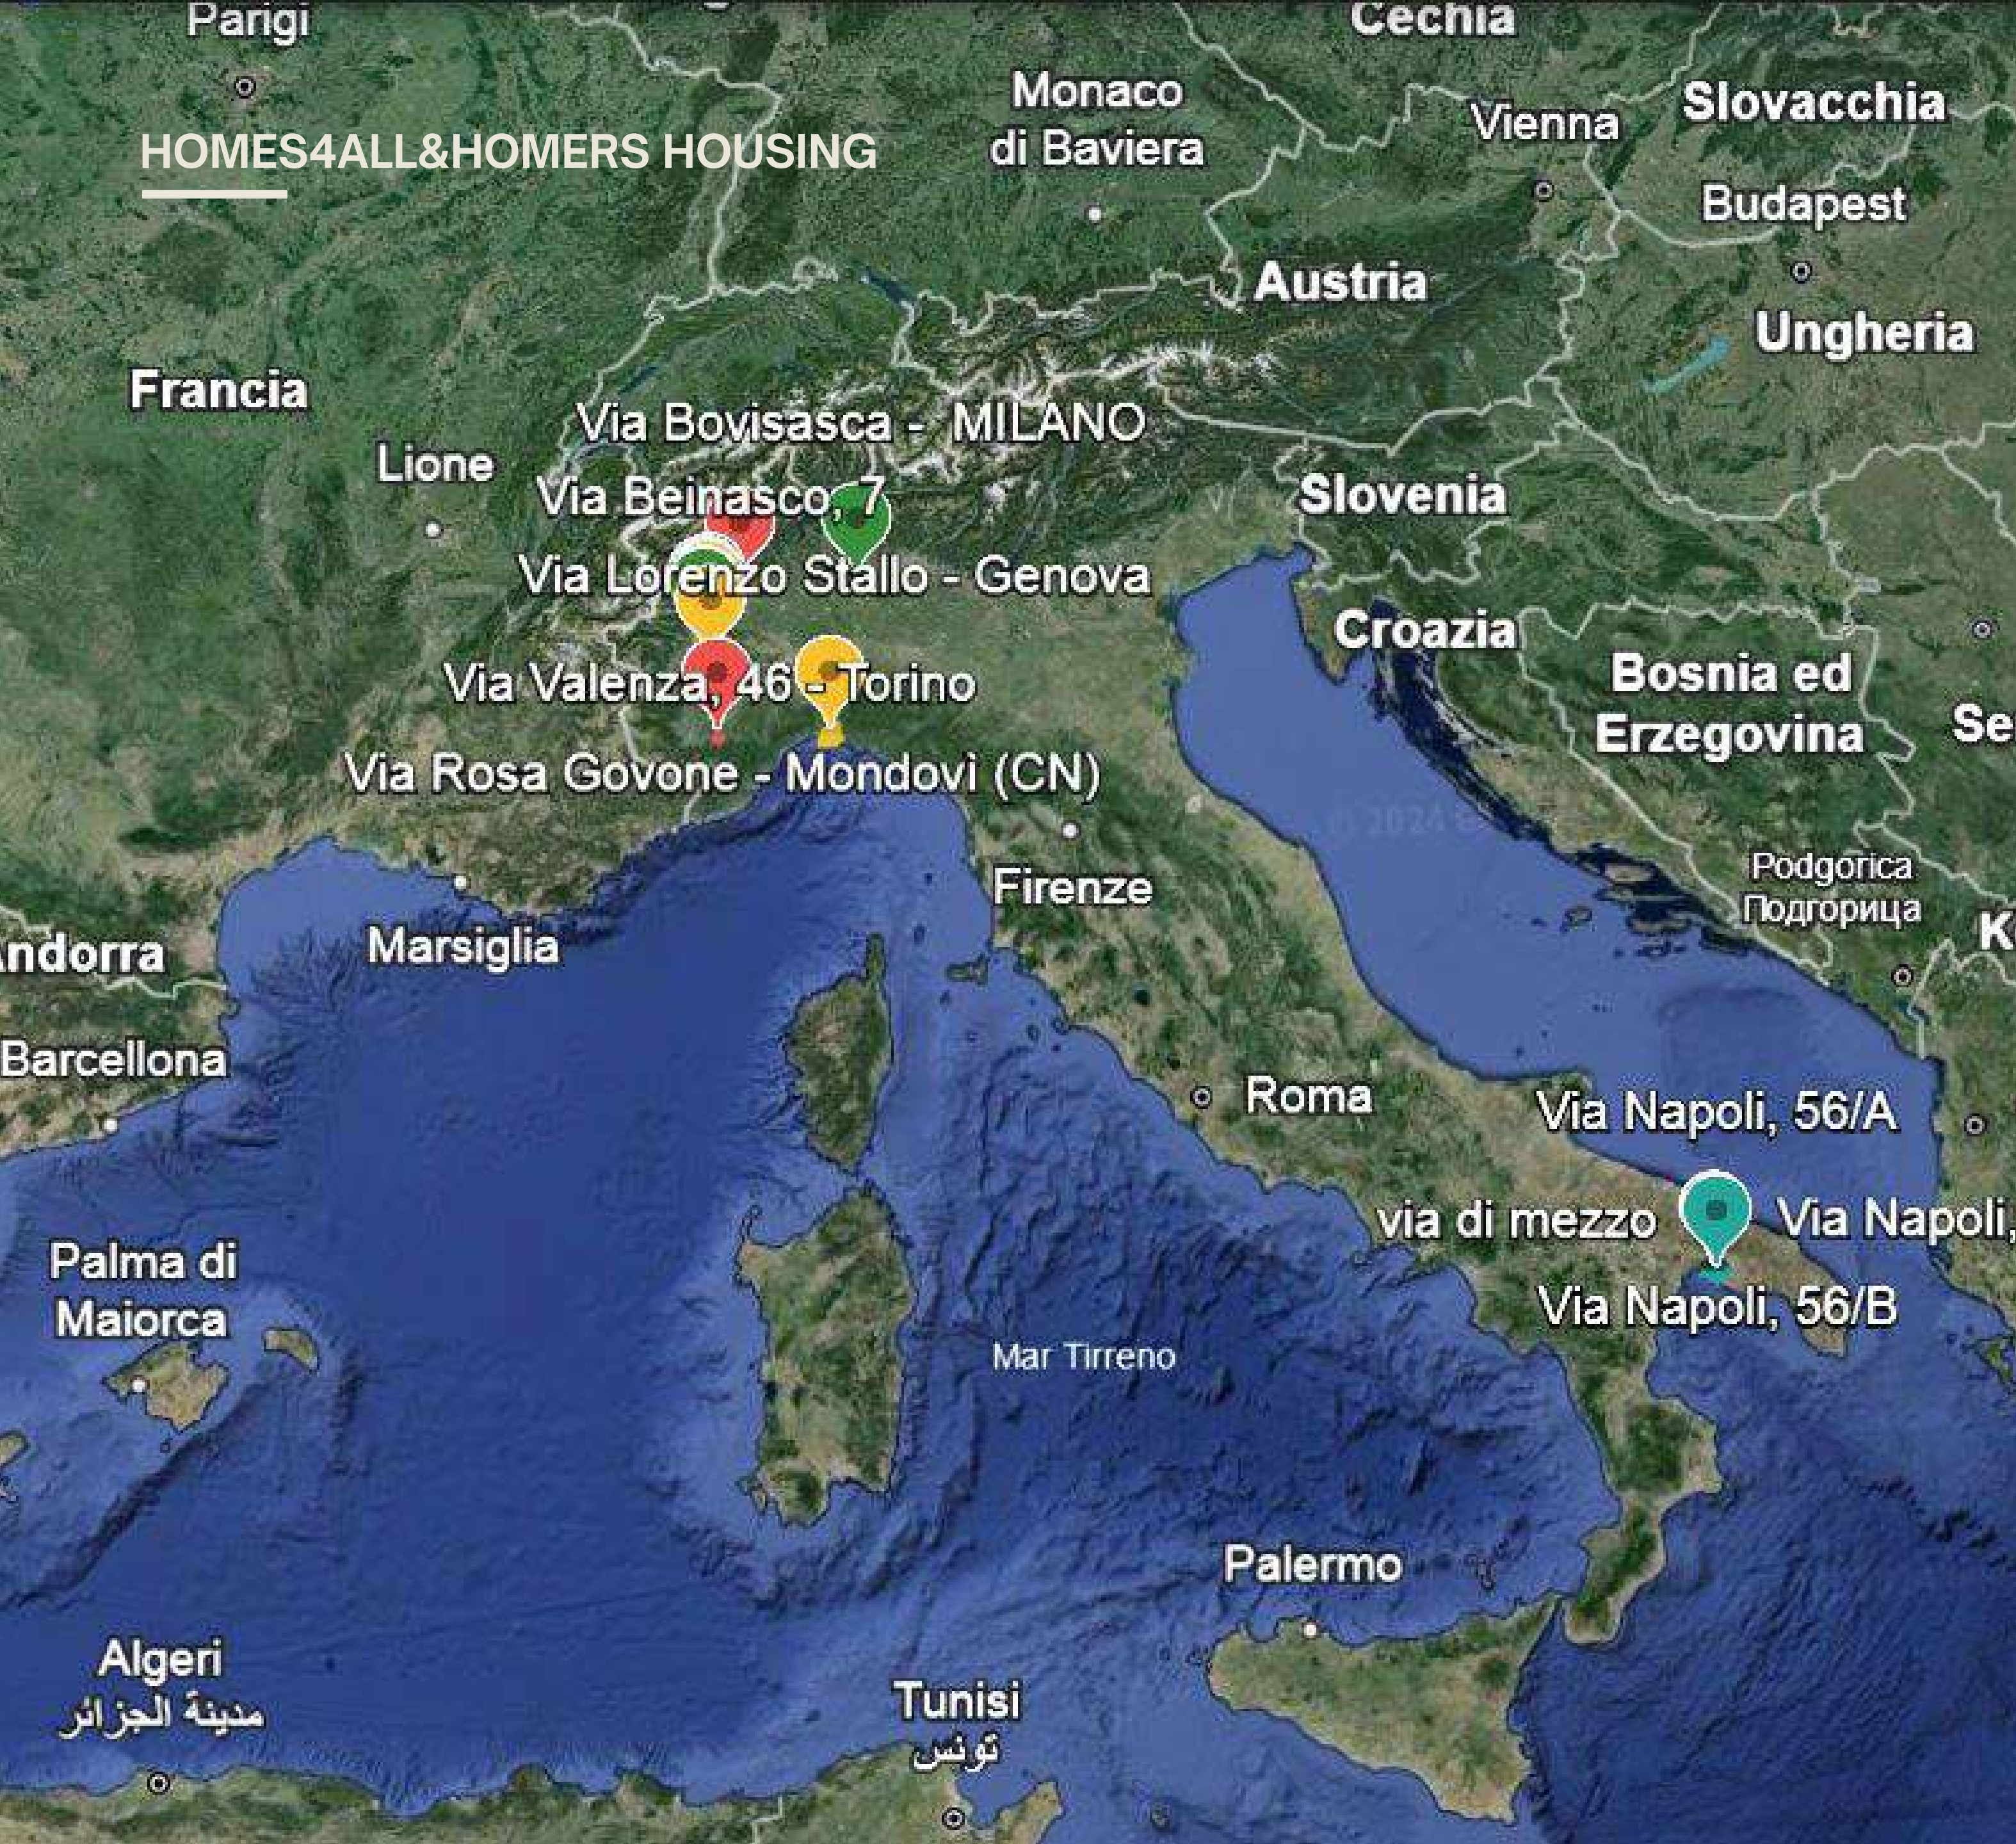 Parigi
Cechia
Monaco
di Baviera
Vienna
Slovacchia
HOMES4ALL&HOMERS HOUSING
Budapest
Austria
Ungheria
Francia
Via Bovisasca - MILANO
Lione
Via Beinasco, 7
Slovenia
Via Lorenzo Stallo - Genova
Croazia
Bosnia ed
Erzegovina
Via Valenza, 46 - Torino
Se
Via Rosa Govone - Mondovì (CN)
© 2024
Firenze
Podgorica
Подгорица
Marsiglia
Andorra
K
Barcellona
Roma
Via Napoli, 56/A
via di mezzo
Via Napoli,
Via Napoli, 56/B
Palma di
Maiorca
Mar Tirreno
Palermo
Algeri
مدينة الجزائر
Tunisi
تونس